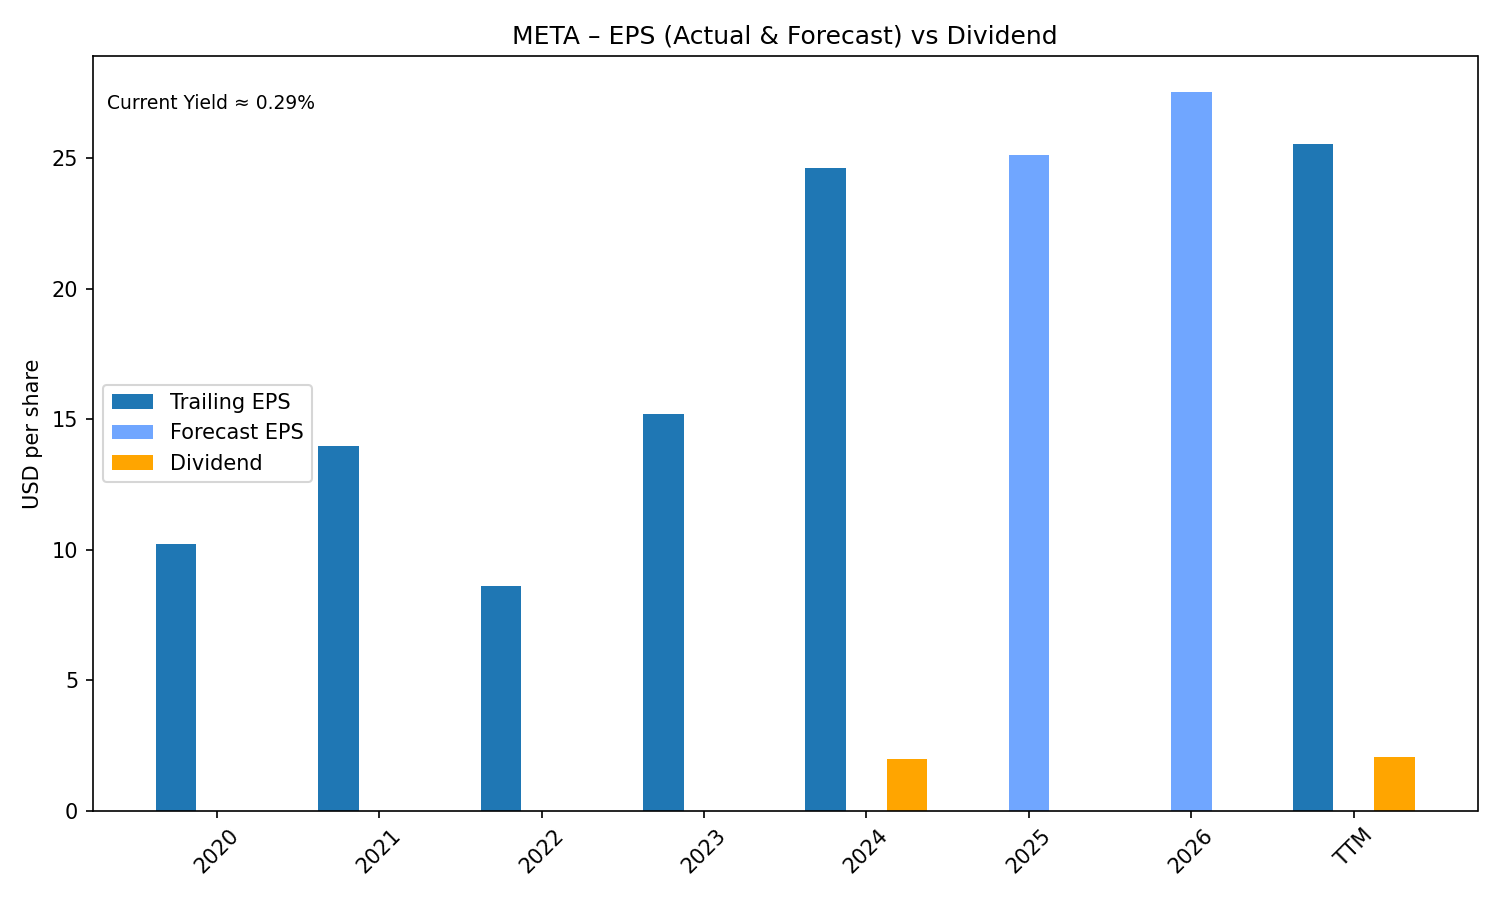 META – EPS (Actual & Forecast) vs Dividend
Current Yield ≈ 0.29%
USD per share
25
20
15
10
5
0
Trailing EPS
Forecast EPS
Dividend
2020
2021
2022
2023
2024
2025
2026
TTM